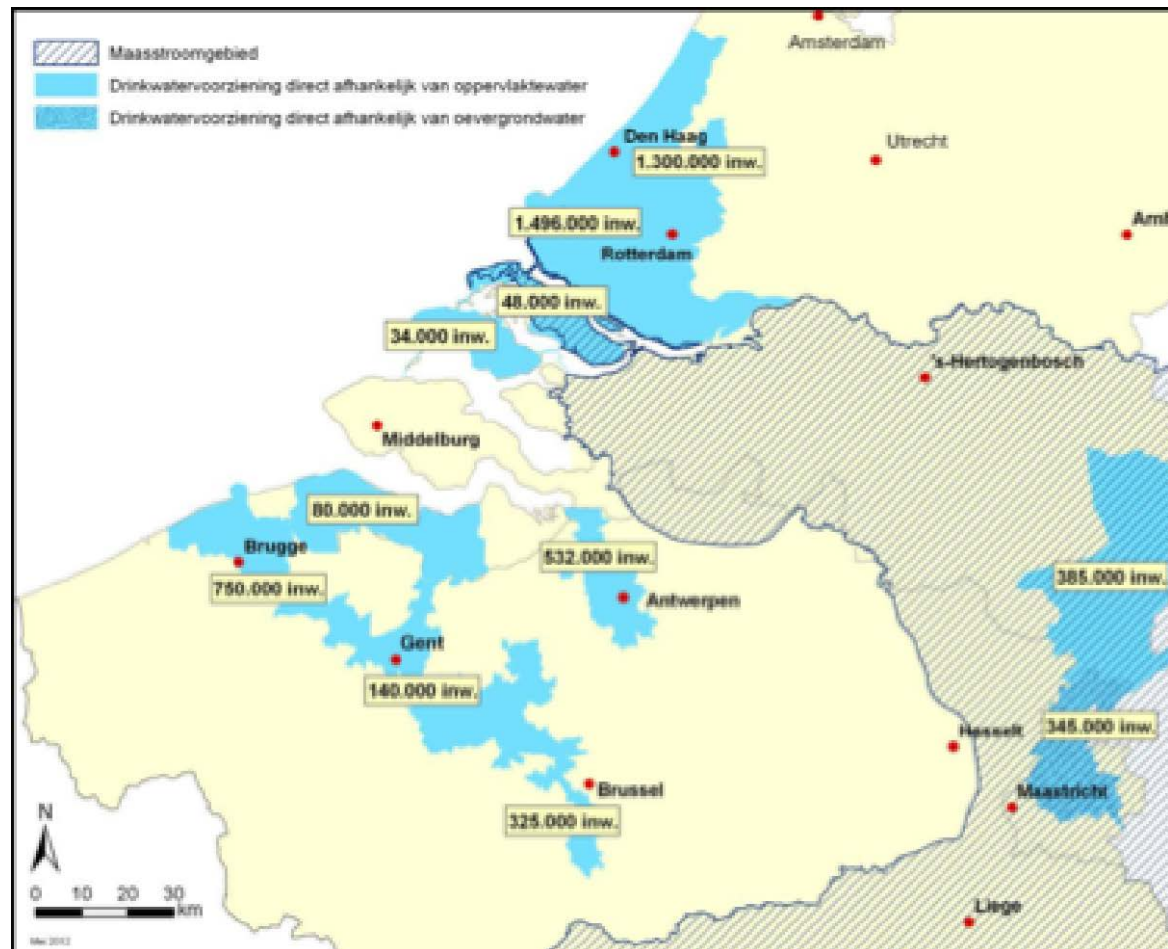 Maasstroomgebied
Drinkwatervoorziening direct afhankelijk van oppervlaktewater
Drinkwatervoorziening direct afhankelijk van oevergrondwater
Amsterdam
Den Haag
1.300.000 inw.
Utrecht
1.496.000 inw.
Rotterdam
Arnh
48.000 inw.
34.000 inw.
's-Hertogenbosch
Middelburg
80.000 inw.
Brugge
532.000 inw.
385.000 inw.
750.000 inw.
Antwerpen
Gent
140.000 inw.
345.000 inw.
Hasselt
Brussel
Maastricht
325.000 inw.
N
0 10 20 30
km
Liege
Mei 2012